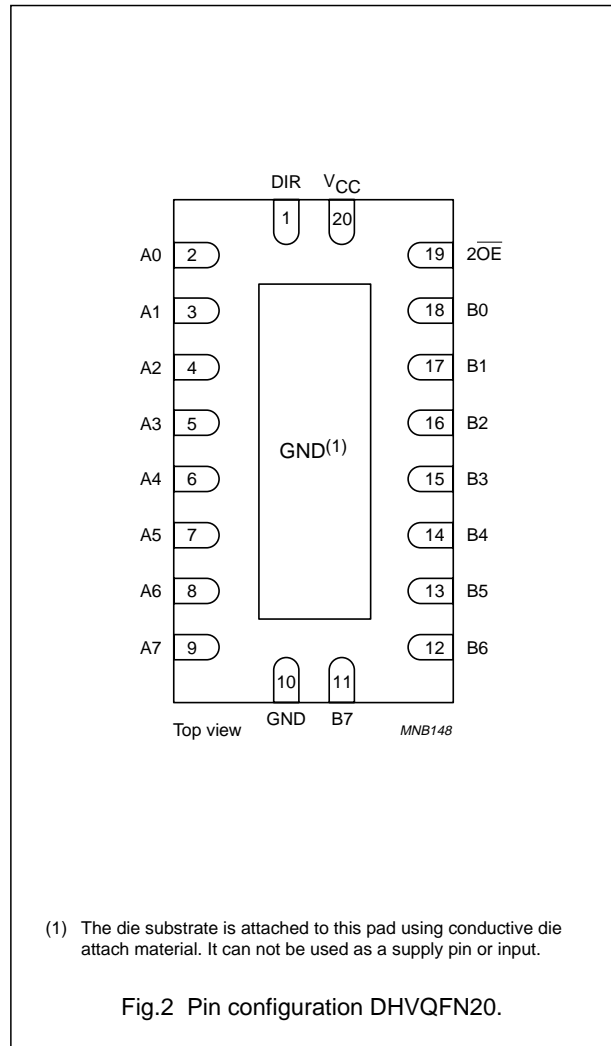 DIR VCC
1 20
A0 2 19 2O̅E̅
A1 3 18 B0
A2 4 17 B1
A3 5 16 B2
GND(1)
A4 6 15 B3
A5 7 14 B4
A6 8 13 B5
A7 9 12 B6
10 11
Top view GND B7 MNB148
(1) The die substrate is attached to this pad using conductive die
attach material. It can not be used as a supply pin or input.
Fig.2 Pin configuration DHVQFN20.